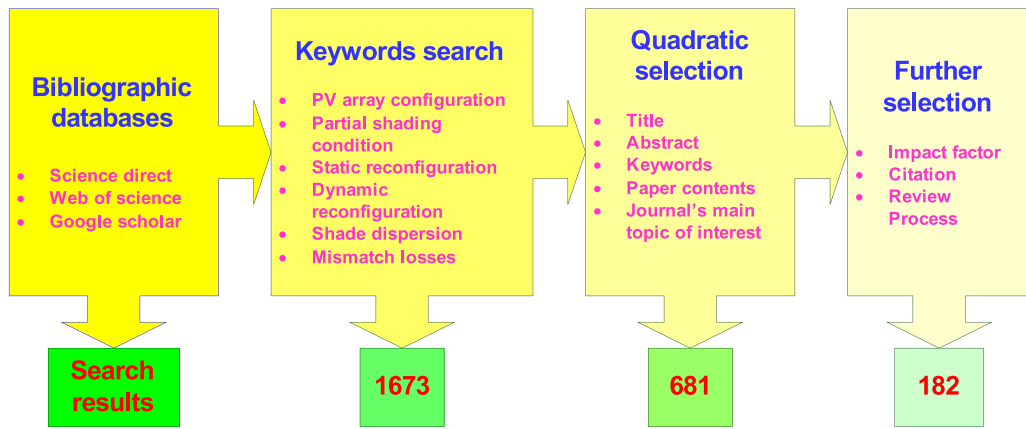 Bibliographic
databases
• Science direct
• Web of science
• Google scholar
Search
results
Keywords search
• PV array configuration
• Partial shading
condition
• Static reconfiguration
• Dynamic
reconfiguration
• Shade dispersion
• Mismatch losses
1673
Quadratic
selection
• Title
• Abstract
• Keywords
• Paper contents
• Journal's main
topic of interest
681
Further
selection
• Impact factor
• Citation
• Review
Process
182